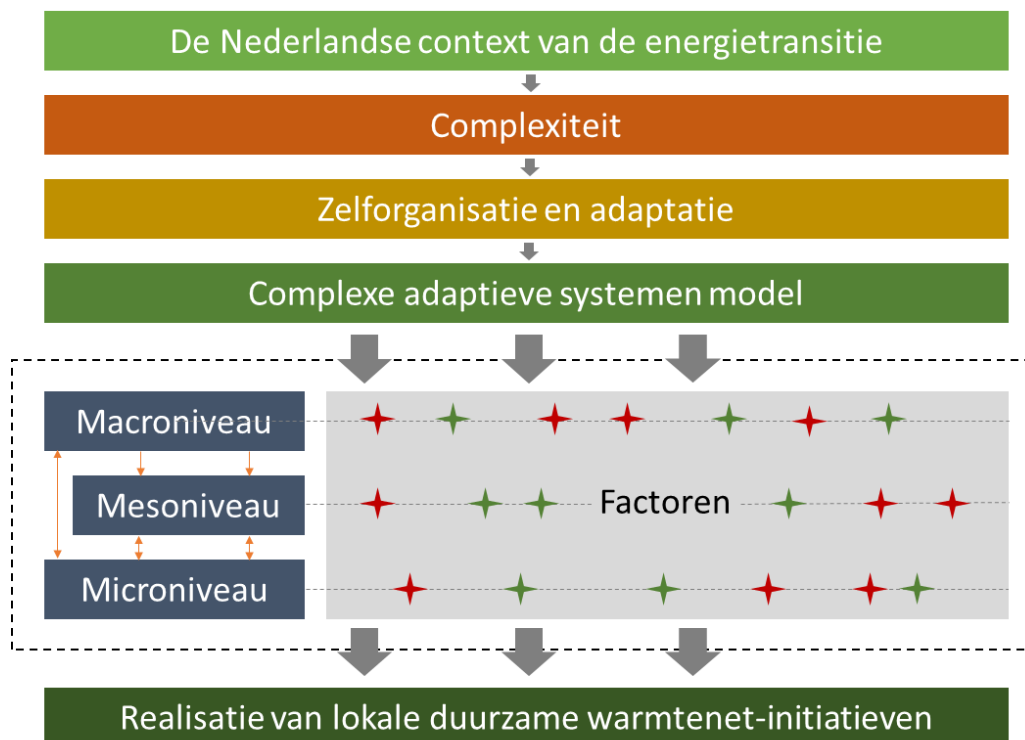 De Nederlandse context van de energietransitie
Complexiteit
Zelforganisatie en adaptatie
Complexe adaptieve systemen model
Macroniveau
Mesoniveau
Factoren
Microniveau
Realisatie van lokale duurzame warmtenet-initiatieven